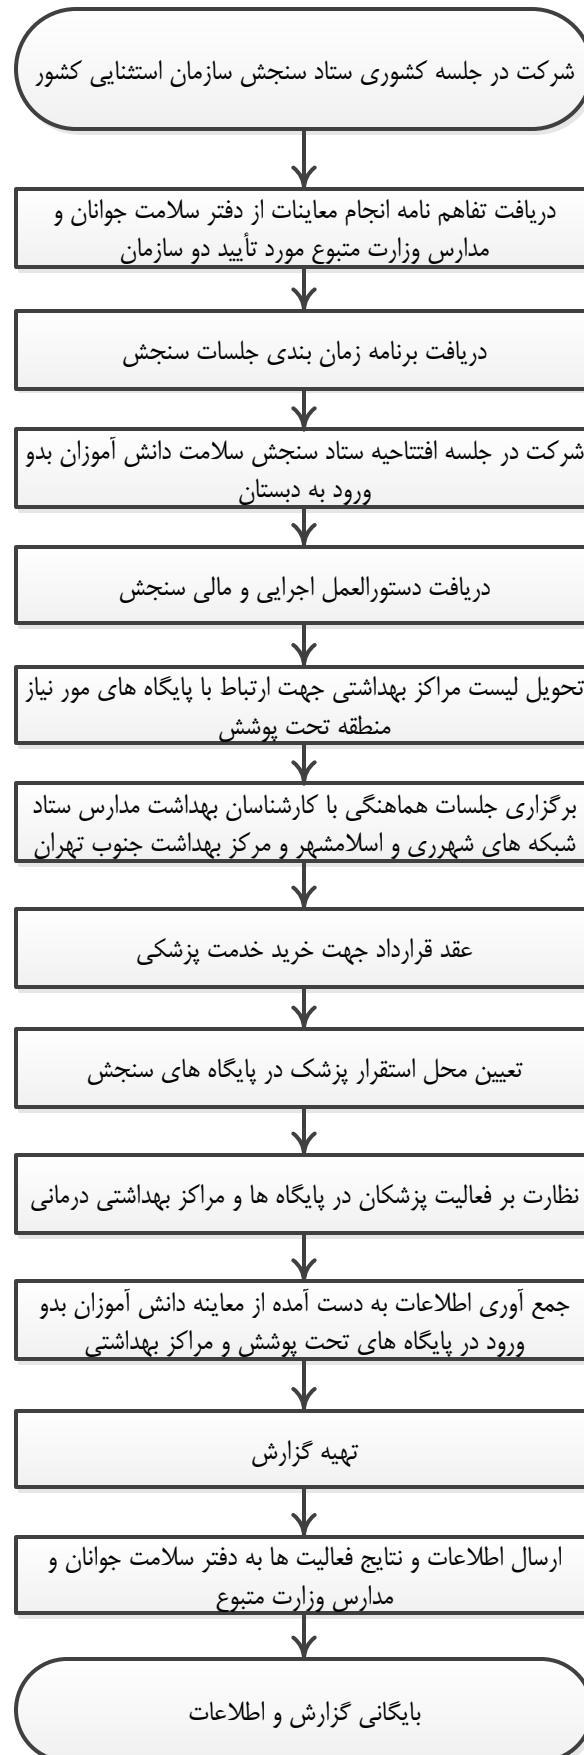 شرکت در جلسه کشوری ستاد سنجش سازمان استثنایی کشور
دریافت تفاهم نامه انجام معاینات از دفتر سلامت جوانان و
مدارس وزارت متبوع مورد تأیید دو سازمان
دریافت برنامه زمان بندی جلسات سنجش
شرکت در جلسه افتتاحیه ستاد سنجش سلامت دانش آموزان بدو
ورود به دبستان
دریافت دستورالعمل اجرایی و مالی سنجش
تحویل لیست مراکز بهداشتی جهت ارتباط با پایگاه های مور نیاز
منطقه تحت پوشش
برگزاری جلسات هماهنگی با کارشناسان بهداشت مدارس ستاد
شبکه های شهرری و اسلامشهر و مرکز بهداشت جنوب تهران
عقد قرارداد جهت خرید خدمت پزشکی
تعیین محل استقرار پزشک در پایگاه های سنجش
نظارت بر فعالیت پزشکان در پایگاه ها و مراکز بهداشتی درمانی
جمع آوری اطلاعات به دست آمده از معاینه دانش آموزان بدو
ورود در پایگاه های تحت پوشش و مراکز بهداشتی
تهیه گزارش
ارسال اطلاعات و نتایج فعالیت ها به دفتر سلامت جوانان و
مدارس وزارت متبوع
بایگانی گزارش و اطلاعات